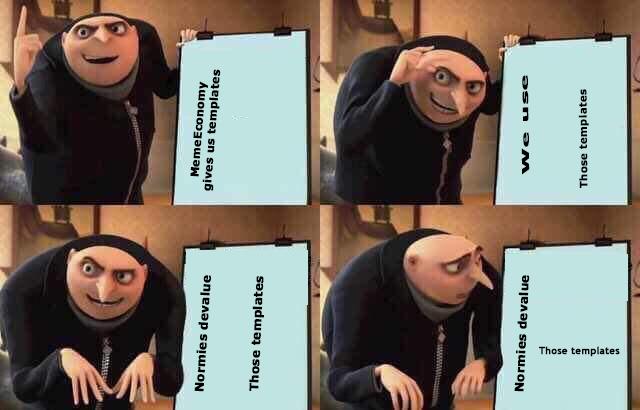 MemeEconomy
gives us templates
We use
Those templates
Normies devalue
Those templates
Normies devalue
Those templates